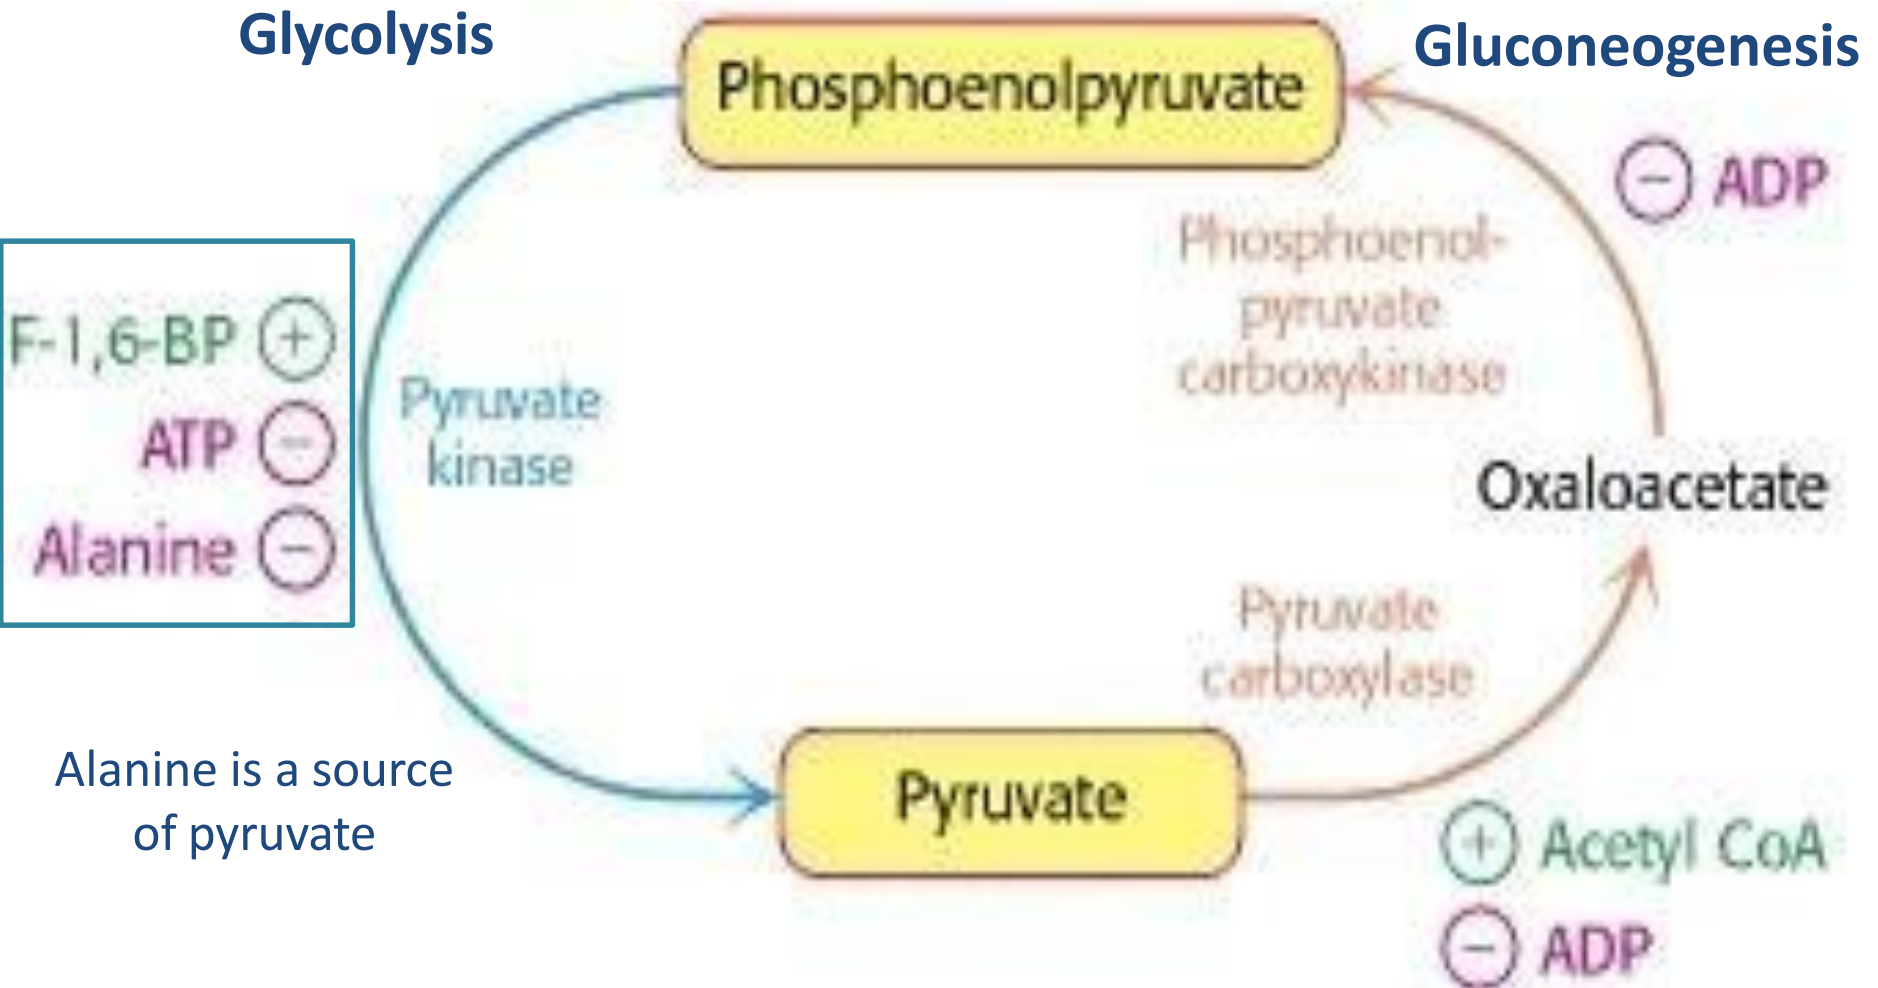 Glycolysis
Phosphoenolpyruvate
Gluconeogenesis
⊖ ADP
Phosphoenol-
pyruvate
carboxykinase
F-1,6-BP ⊕
ATP ⊖
Alanine ⊖
Pyruvate
kinase
Oxaloacetate
Pyruvate
carboxylase
Alanine is a source
of pyruvate
Pyruvate
⊕ Acetyl CoA
⊖ ADP